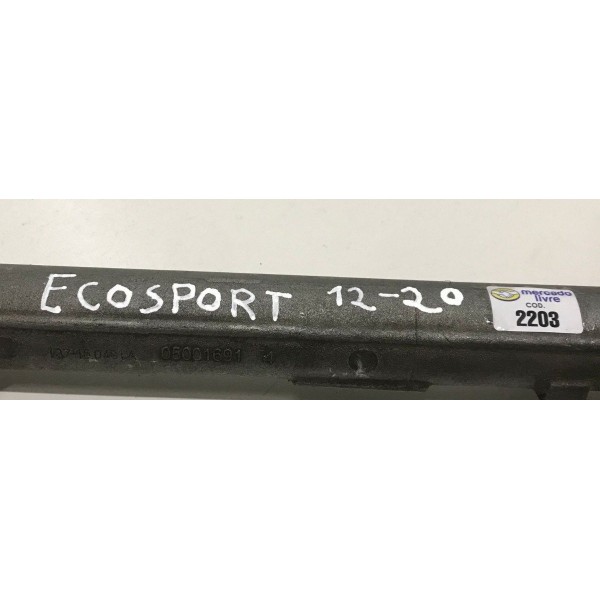 ECOSPORT 12-20
mercado
livre
COD.
2203